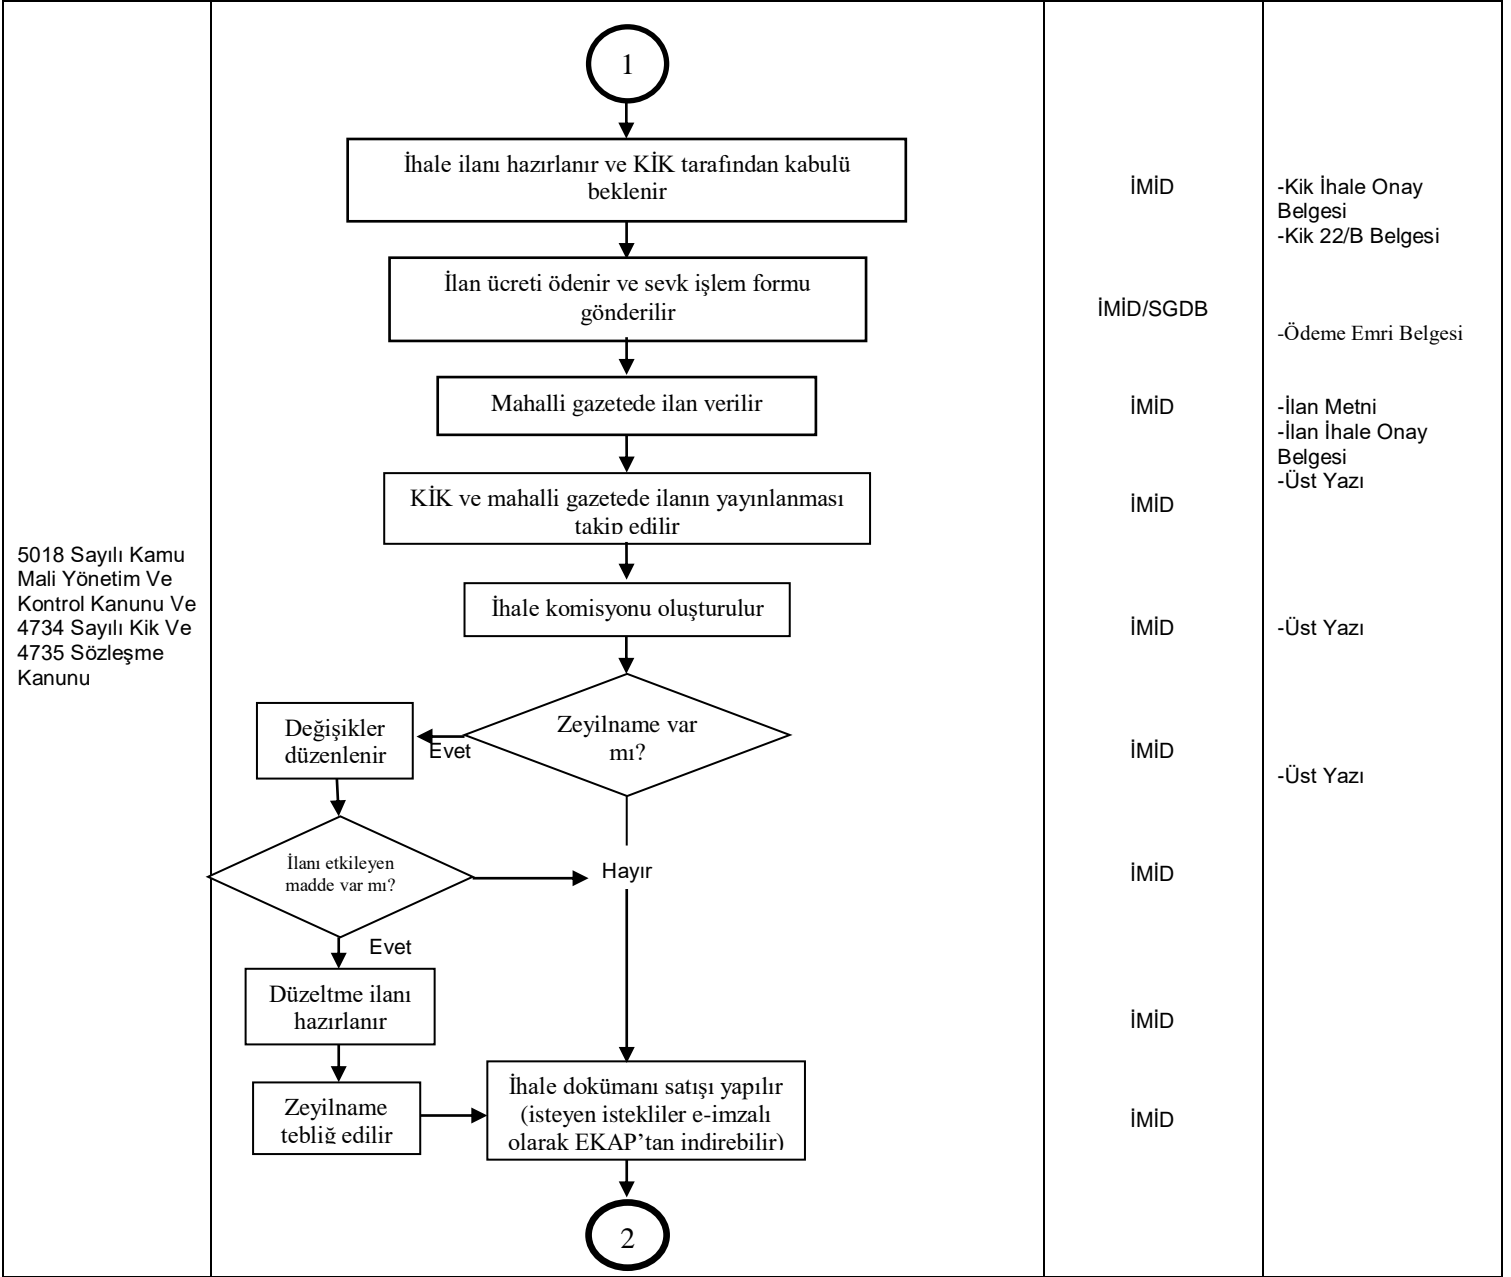 1
İhale ilanı hazırlanır ve KİK tarafından kabulü
beklenir
İMİD
-Kik İhale Onay
Belgesi
-Kik 22/B Belgesi
İlan ücreti ödenir ve sevk işlem formu
gönderilir
İMİD/SGDB
-Ödeme Emri Belgesi
Mahalli gazetede ilan verilir
İMİD
-İlan Metni
-İlan İhale Onay
Belgesi
-Üst Yazı
KİK ve mahalli gazetede ilanın yayınlanması
takip edilir
İMİD
5018 Sayılı Kamu
Mali Yönetim Ve
Kontrol Kanunu Ve
4734 Sayılı Kik Ve
4735 Sözleşme
Kanunu
İhale komisyonu oluşturulur
İMİD
-Üst Yazı
Zeyilname var
mı?
Evet
Değişikler
düzenlenir
İMİD
-Üst Yazı
İlanı etkileyen
madde var mı?
Hayır
İMİD
Evet
Düzeltme ilanı
hazırlanır
İMİD
Zeyilname
tebliğ edilir
İhale dokümanı satışı yapılır
(isteyen istekliler e-imzalı
olarak EKAP’tan indirebilir)
İMİD
2